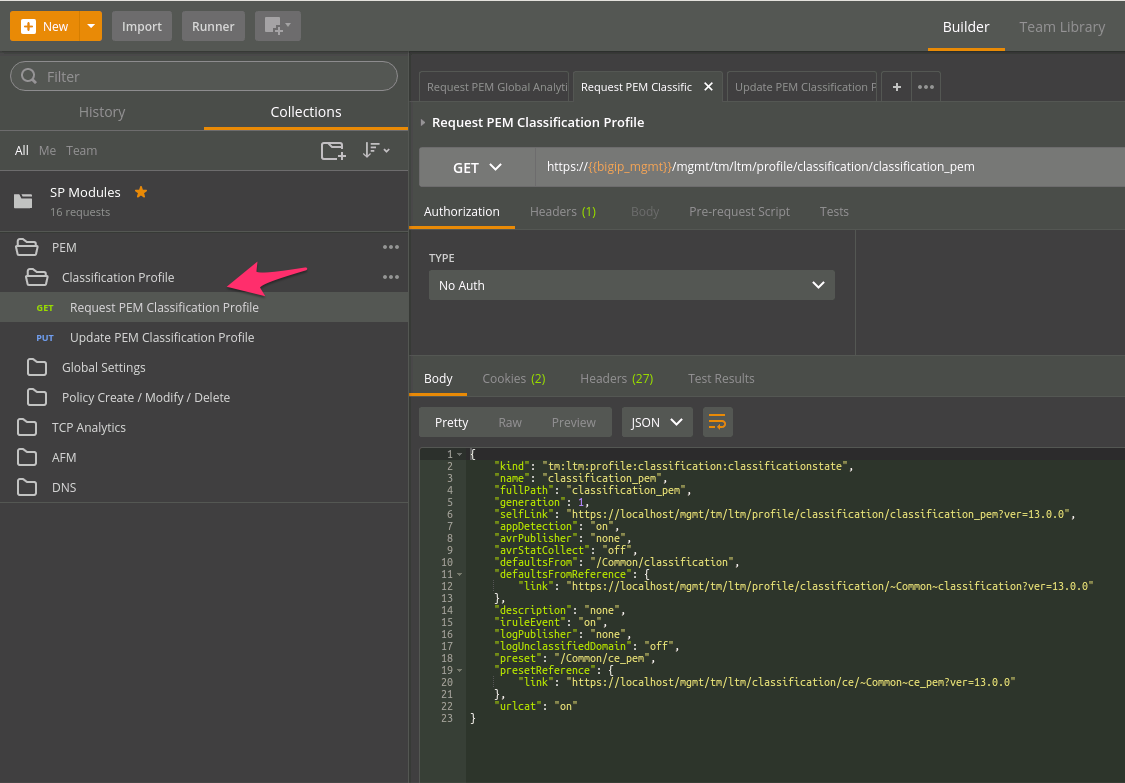 New
Import
Runner
Builder
Team Library
Filter
History
Collections
All Me Team
SP Modules
16 requests
PEM
Classification Profile
GET Request PEM Classification Profile
PUT Update PEM Classification Profile
Global Settings
Policy Create / Modify / Delete
TCP Analytics
AFM
DNS
Request PEM Global Analyti
Request PEM Classific
Update PEM Classification P
Request PEM Classification Profile
GET https://{{bigip_mgmt}}/mgmt/tm/ltm/profile/classification/classification_pem
Authorization Headers (1) Body Pre-request Script Tests
TYPE
No Auth
Body Cookies (2) Headers (27) Test Results
Pretty Raw Preview JSON
1 {
2 "kind": "tm:ltm:profile:classification:classificationstate",
3 "name": "classification_pem",
4 "fullPath": "classification_pem",
5 "generation": 1,
6 "selfLink": "https://localhost/mgmt/tm/ltm/profile/classification/classification_pem?ver=13.0.0",
7 "appDetection": "on",
8 "avrPublisher": "none",
9 "avrStatCollect": "off",
10 "defaultsFrom": "/Common/classification",
11 "defaultsFromReference": {
12 "link": "https://localhost/mgmt/tm/ltm/profile/classification/~Common~classification?ver=13.0.0"
13 },
14 "description": "none",
15 "iruleEvent": "on",
16 "logPublisher": "none",
17 "logUnclassifiedDomain": "off",
18 "preset": "/Common/ce_pem",
19 "presetReference": {
20 "link": "https://localhost/mgmt/tm/ltm/classification/ce/~Common~ce_pem?ver=13.0.0"
21 },
22 "urlcat": "on"
23 }